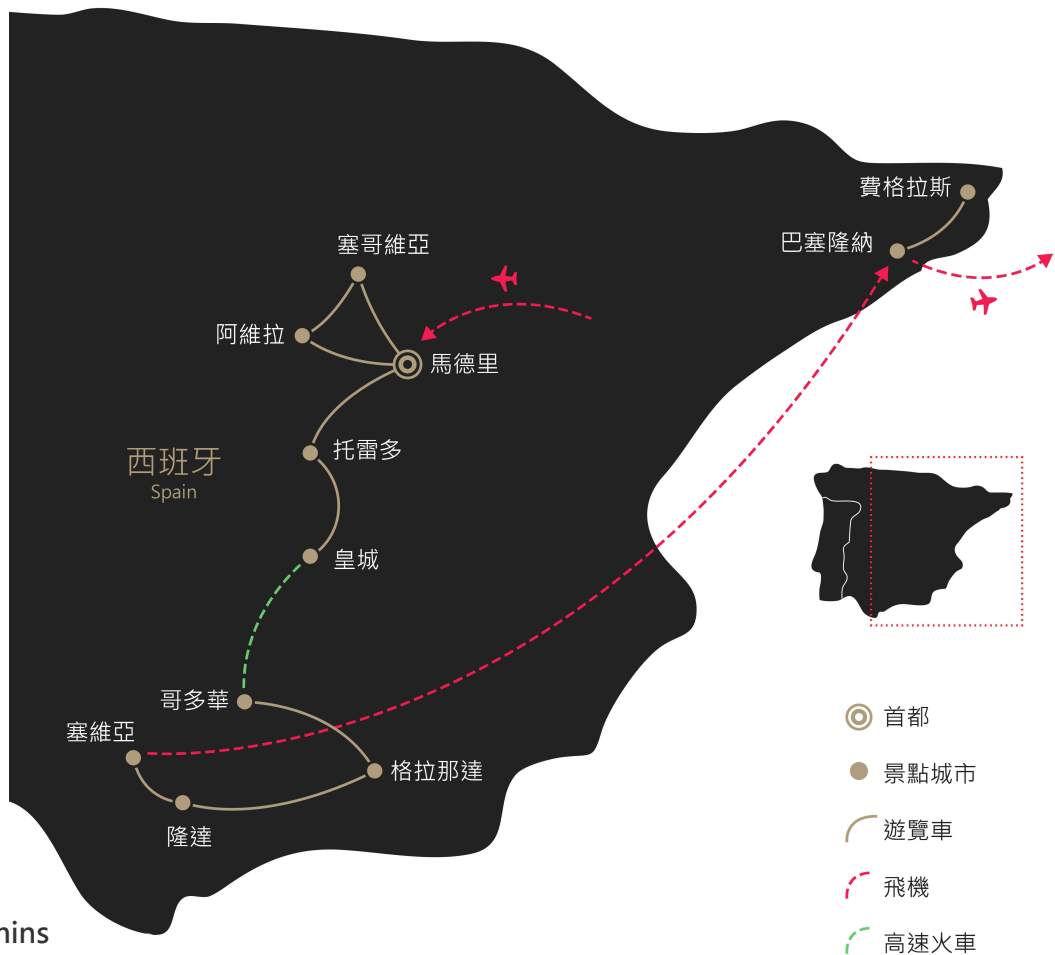 費格拉斯
巴塞隆納
塞哥維亞
阿維拉
馬德里
托雷多
西班牙
Spain
皇城
哥多華
塞維亞
格拉那達
隆達
首都
景點城市
遊覽車
飛機
高速火車